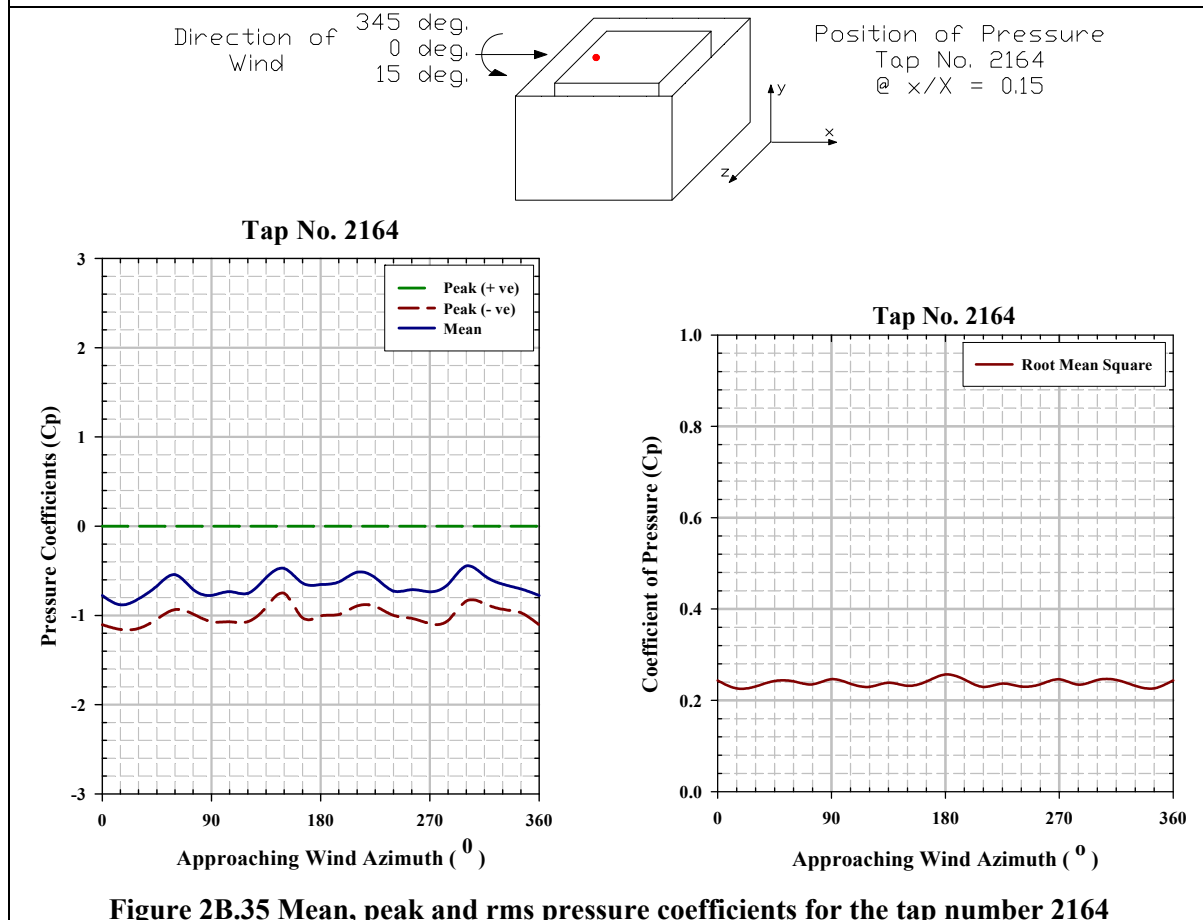 Direction of
Wind
345 deg.
0 deg.
15 deg.
Position of Pressure
Tap No. 2164
@ x/X = 0.15
y
x
z
Tap No. 2164
Peak (+ ve)
Peak (- ve)
Mean
Pressure Coefficients (Cp)
3
2
1
0
-1
-2
-3
0
90
180
270
360
Approaching Wind Azimuth ( 0 )
Tap No. 2164
Root Mean Square
Coefficient of Pressure (Cp)
1.0
0.8
0.6
0.4
0.2
0.0
0
90
180
270
360
Approaching Wind Azimuth ( o )
Figure 2B.35 Mean, peak and rms pressure coefficients for the tap number 2164